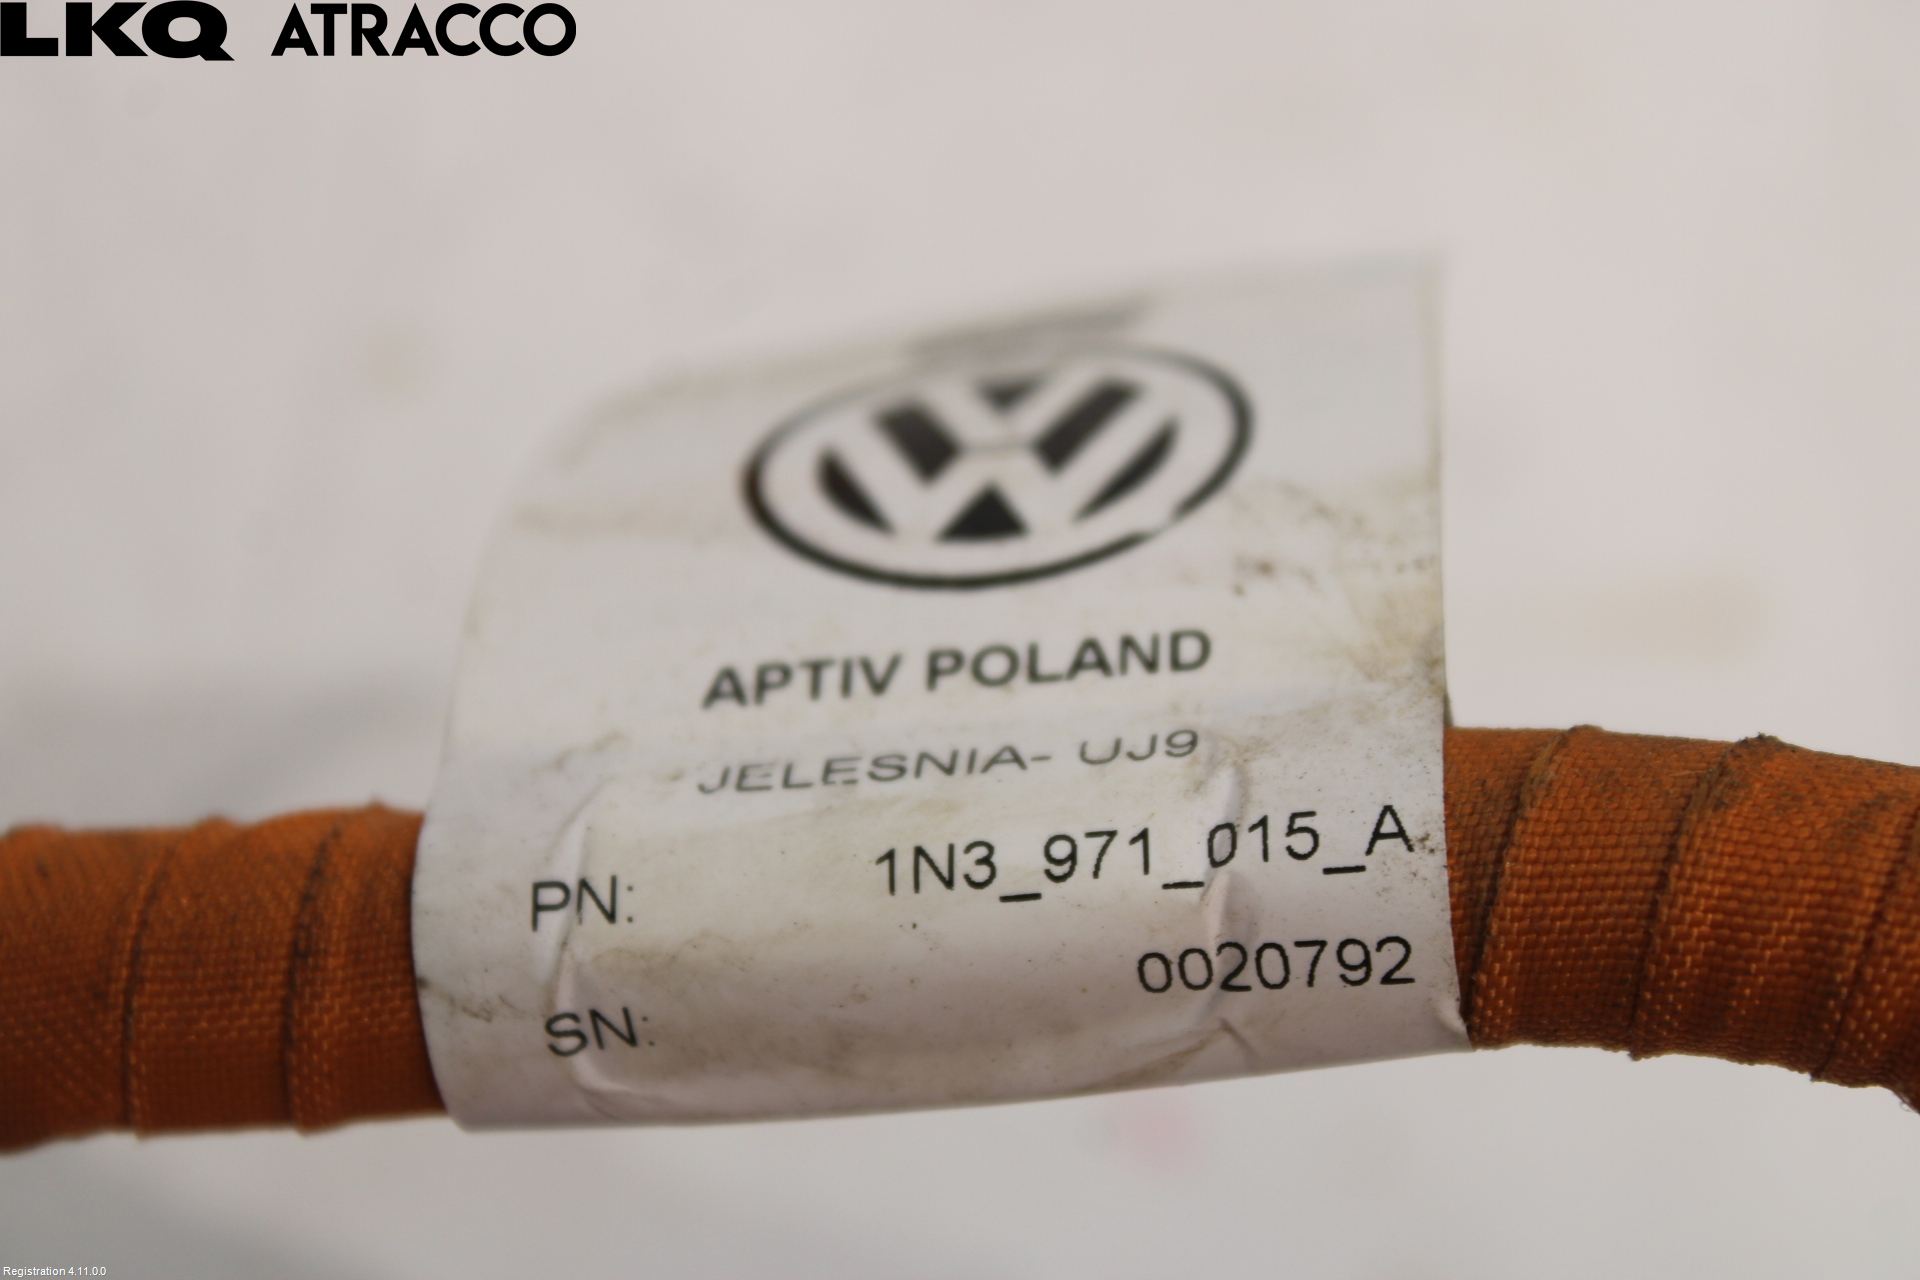 LKQ ATRACCO
APTIV POLAND
JELESNIA- UJ9
PN: 1N3_971_015_A
SN: 0020792
Registration 4.11.0.0